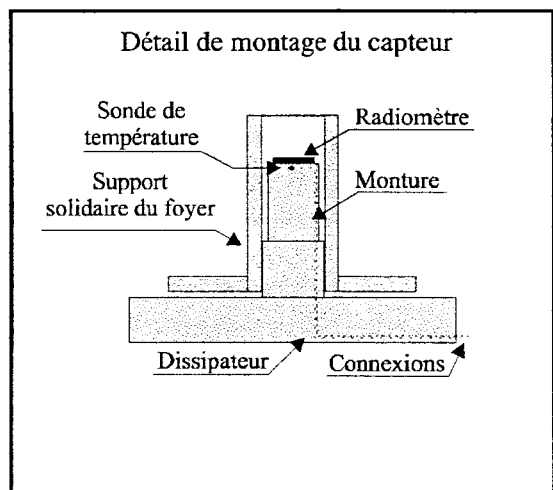 Détail de montage du capteur
Sonde de
température
Radiomètre
Support
solidaire du foyer
Monture
Dissipateur
Connexions